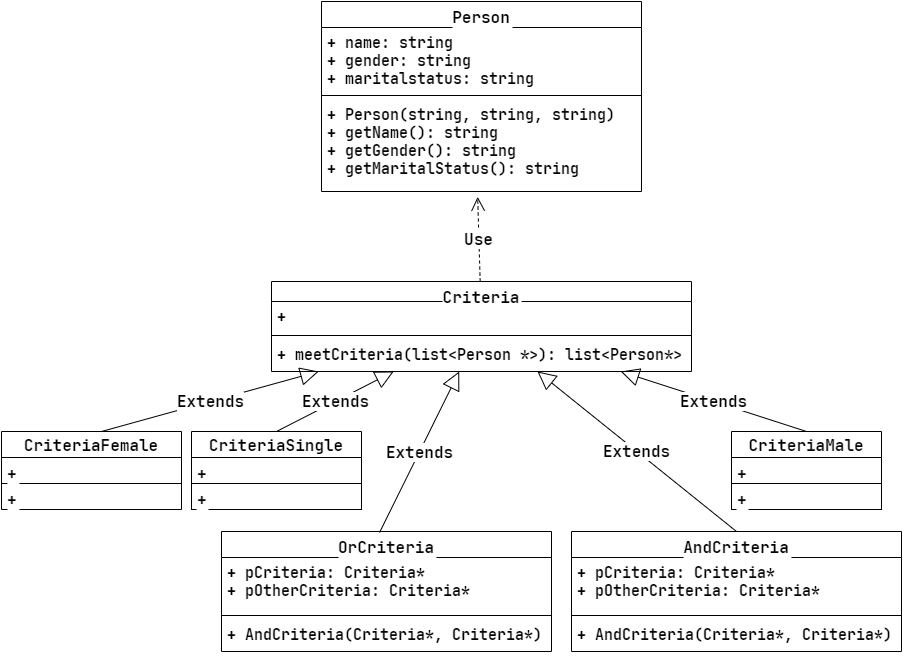 Person
+ name: string
+ gender: string
+ maritalstatus: string
+ Person(string, string, string)
+ getName(): string
+ getGender(): string
+ getMaritalStatus(): string
Use
Criteria
+
+ meetCriteria(list<Person *>): list<Person*>
Extends
Extends
Extends
Extends
Extends
CriteriaFemale
+
+
CriteriaSingle
+
+
CriteriaMale
+
+
OrCriteria
+ pCriteria: Criteria*
+ pOtherCriteria: Criteria*
+ AndCriteria(Criteria*, Criteria*)
AndCriteria
+ pCriteria: Criteria*
+ pOtherCriteria: Criteria*
+ AndCriteria(Criteria*, Criteria*)